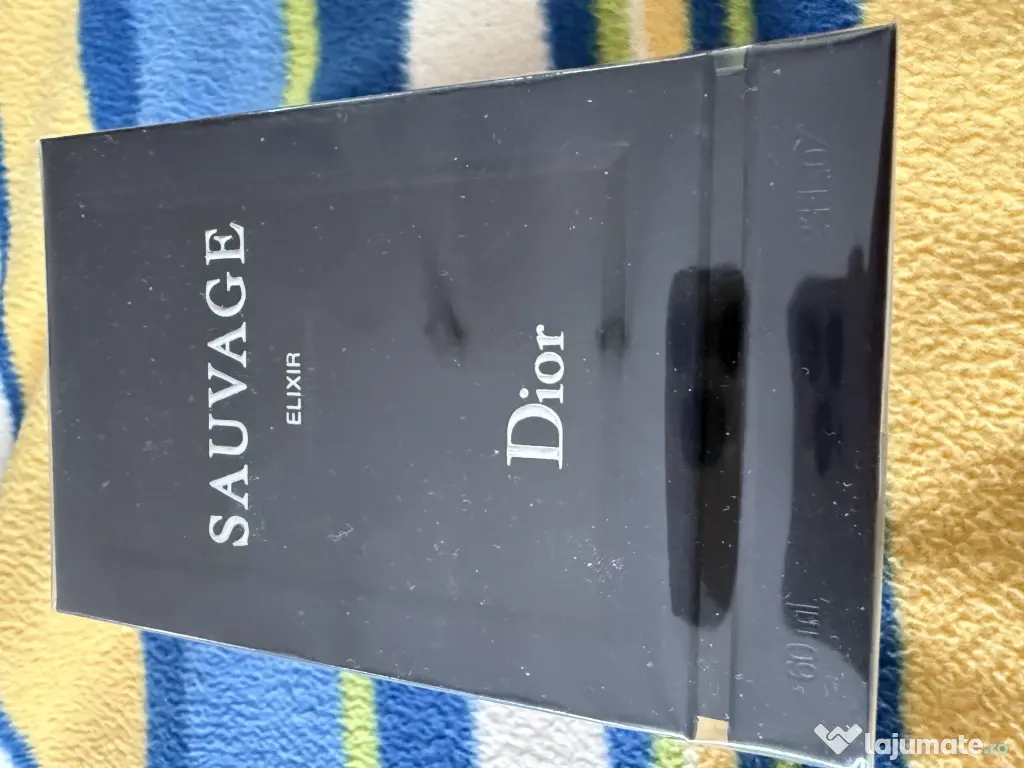 SAUVAGE
ELIXIR
Dior
60 ml
lajumate.ro